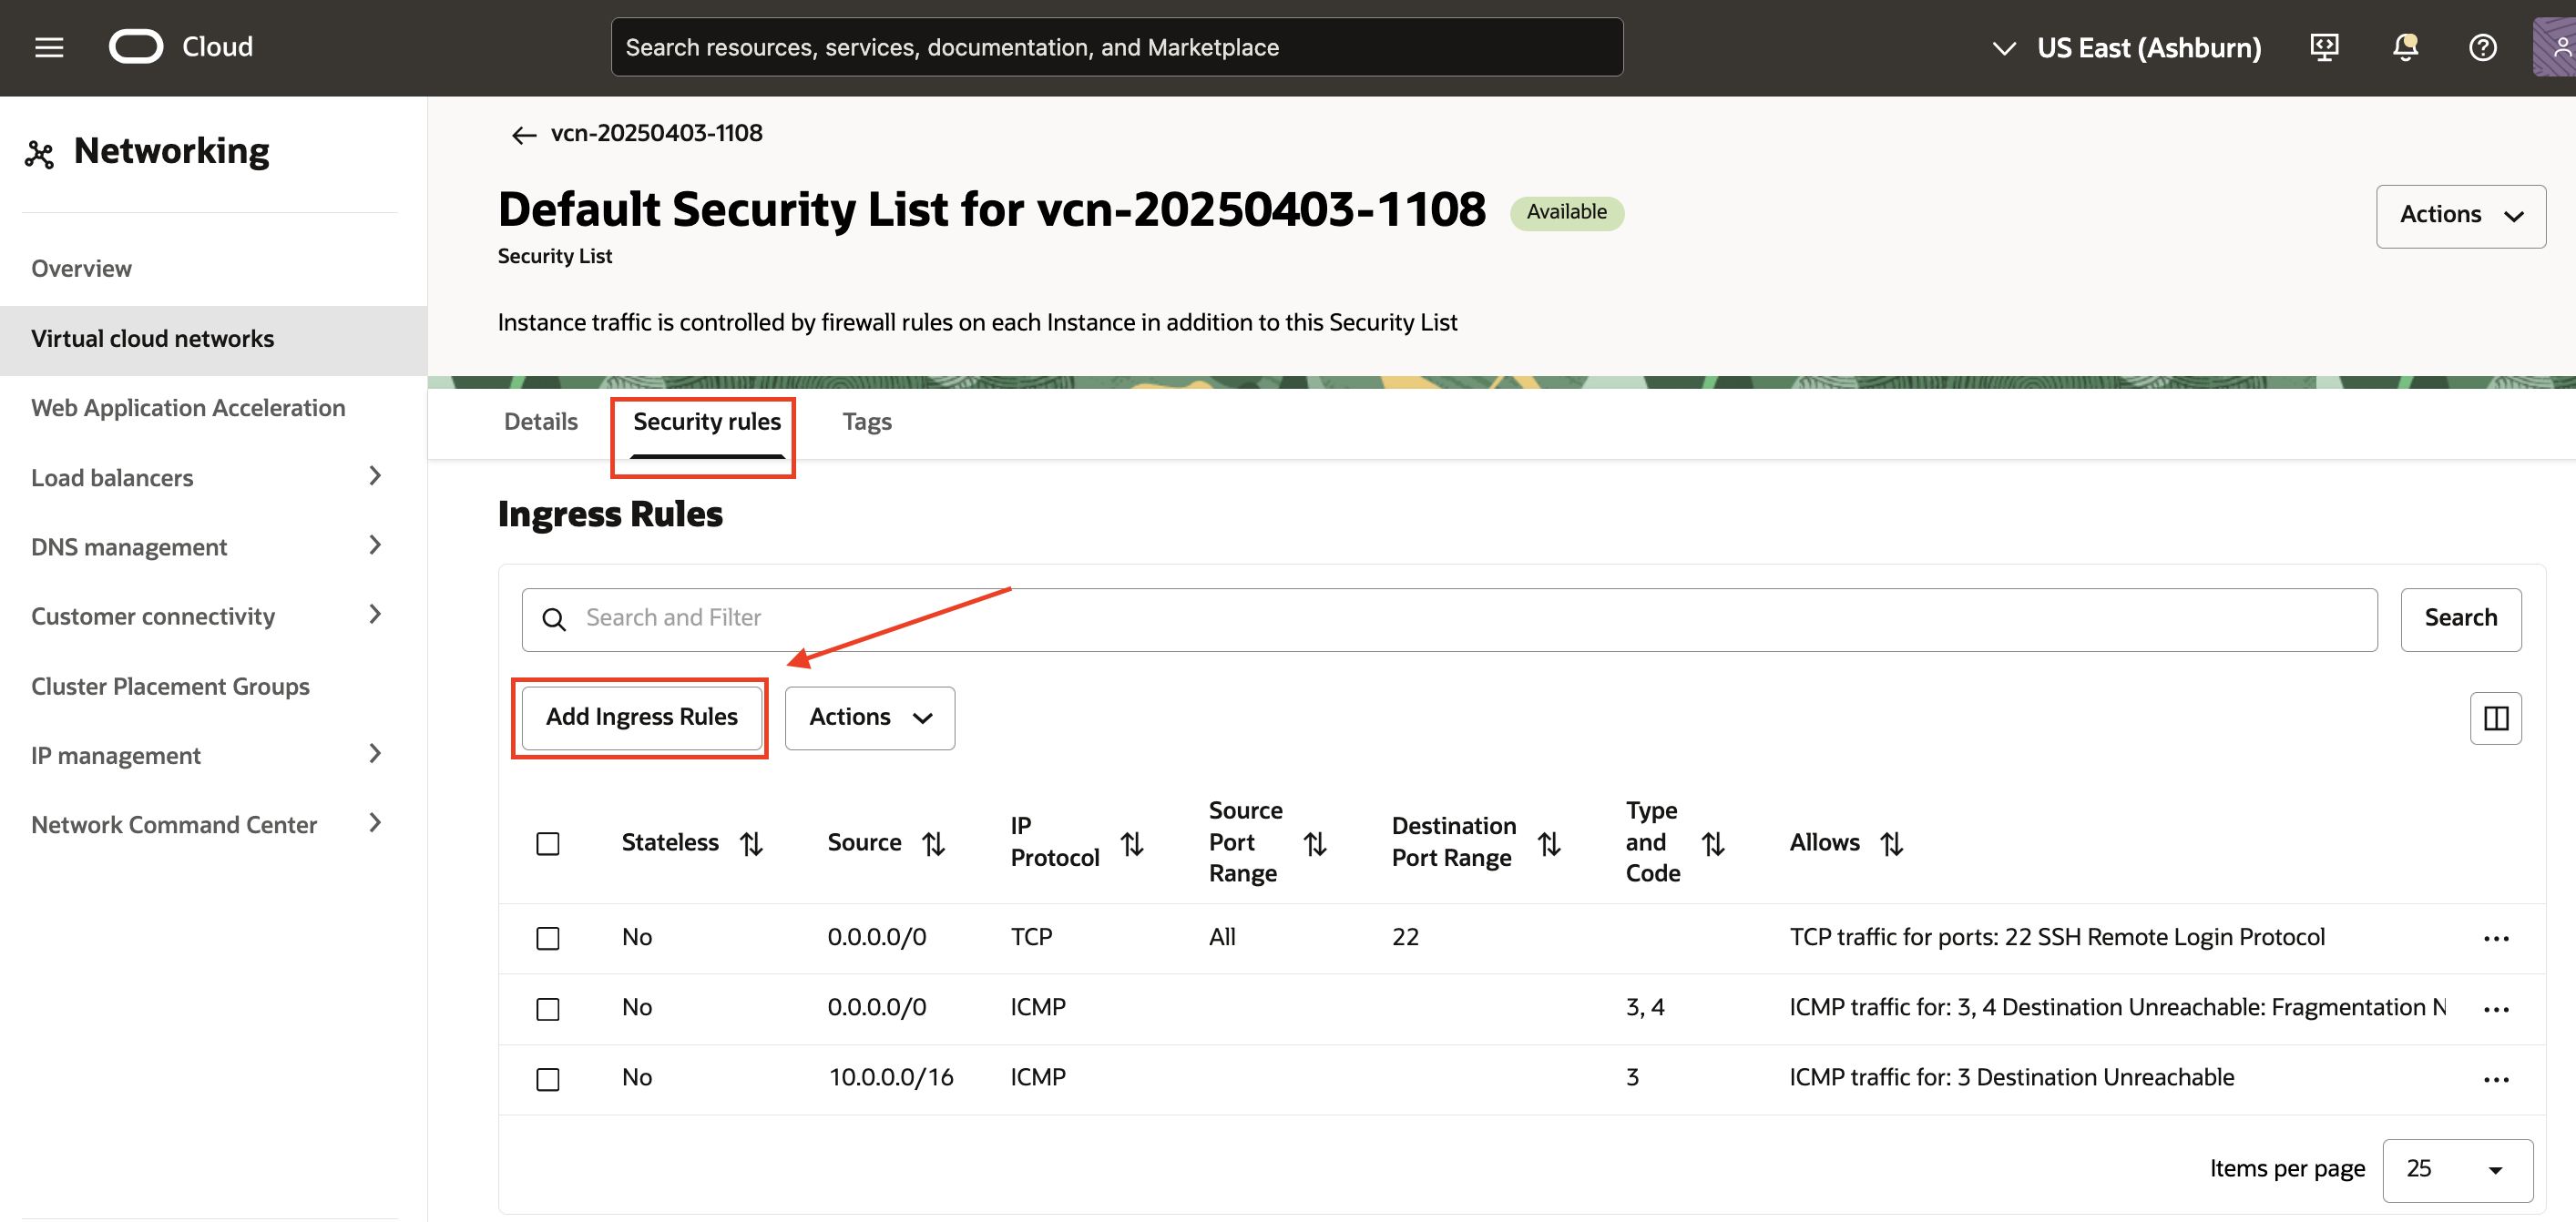 Cloud
Search resources, services, documentation, and Marketplace
US East (Ashburn)
Networking
Overview
Virtual cloud networks
Web Application Acceleration
Load balancers
DNS management
Customer connectivity
Cluster Placement Groups
IP management
Network Command Center
vcn-20250403-1108
Default Security List for vcn-20250403-1108
Available
Actions
Security List
Instance traffic is controlled by firewall rules on each Instance in addition to this Security List
Details
Security rules
Tags
Ingress Rules
Search and Filter
Search
Add Ingress Rules
Actions
Stateless
Source
IP
Protocol
Source
Port
Range
Destination
Port Range
Type
and
Code
Allows
No 0.0.0.0/0 TCP All 22 TCP traffic for ports: 22 SSH Remote Login Protocol
No 0.0.0.0/0 ICMP 3, 4 ICMP traffic for: 3, 4 Destination Unreachable: Fragmentation N
No 10.0.0.0/16 ICMP 3 ICMP traffic for: 3 Destination Unreachable
Items per page 25